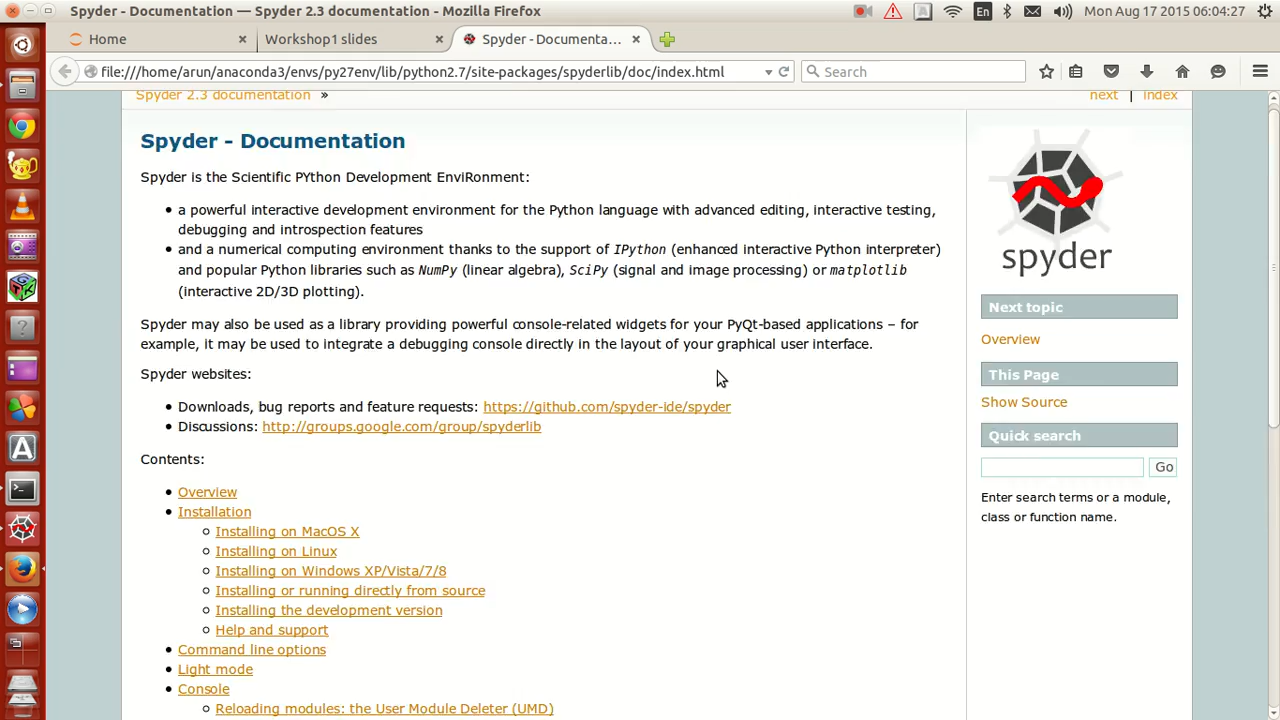 Spyder - Documentation — Spyder 2.3 documentation - Mozilla Firefox
En
Mon Aug 17 2015 06:04:27
Home
Workshop1 slides
Spyder - Documenta...
file:///home/arun/anaconda3/envs/py27env/lib/python2.7/site-packages/spyderlib/doc/index.html
Search
Spyder 2.3 documentation »
next | index
Spyder - Documentation
Spyder is the Scientific PYthon Development EnviRonment:
• a powerful interactive development environment for the Python language with advanced editing, interactive testing,
debugging and introspection features
• and a numerical computing environment thanks to the support of IPython (enhanced interactive Python interpreter)
and popular Python libraries such as NumPy (linear algebra), SciPy (signal and image processing) or matplotlib
(interactive 2D/3D plotting).
Spyder may also be used as a library providing powerful console-related widgets for your PyQt-based applications – for
example, it may be used to integrate a debugging console directly in the layout of your graphical user interface.
Spyder websites:
• Downloads, bug reports and feature requests: https://github.com/spyder-ide/spyder
• Discussions: http://groups.google.com/group/spyderlib
Contents:
• Overview
• Installation
◦ Installing on MacOS X
◦ Installing on Linux
◦ Installing on Windows XP/Vista/7/8
◦ Installing or running directly from source
◦ Installing the development version
◦ Help and support
• Command line options
• Light mode
• Console
◦ Reloading modules: the User Module Deleter (UMD)
spyder
Next topic
Overview
This Page
Show Source
Quick search
Go
Enter search terms or a module,
class or function name.